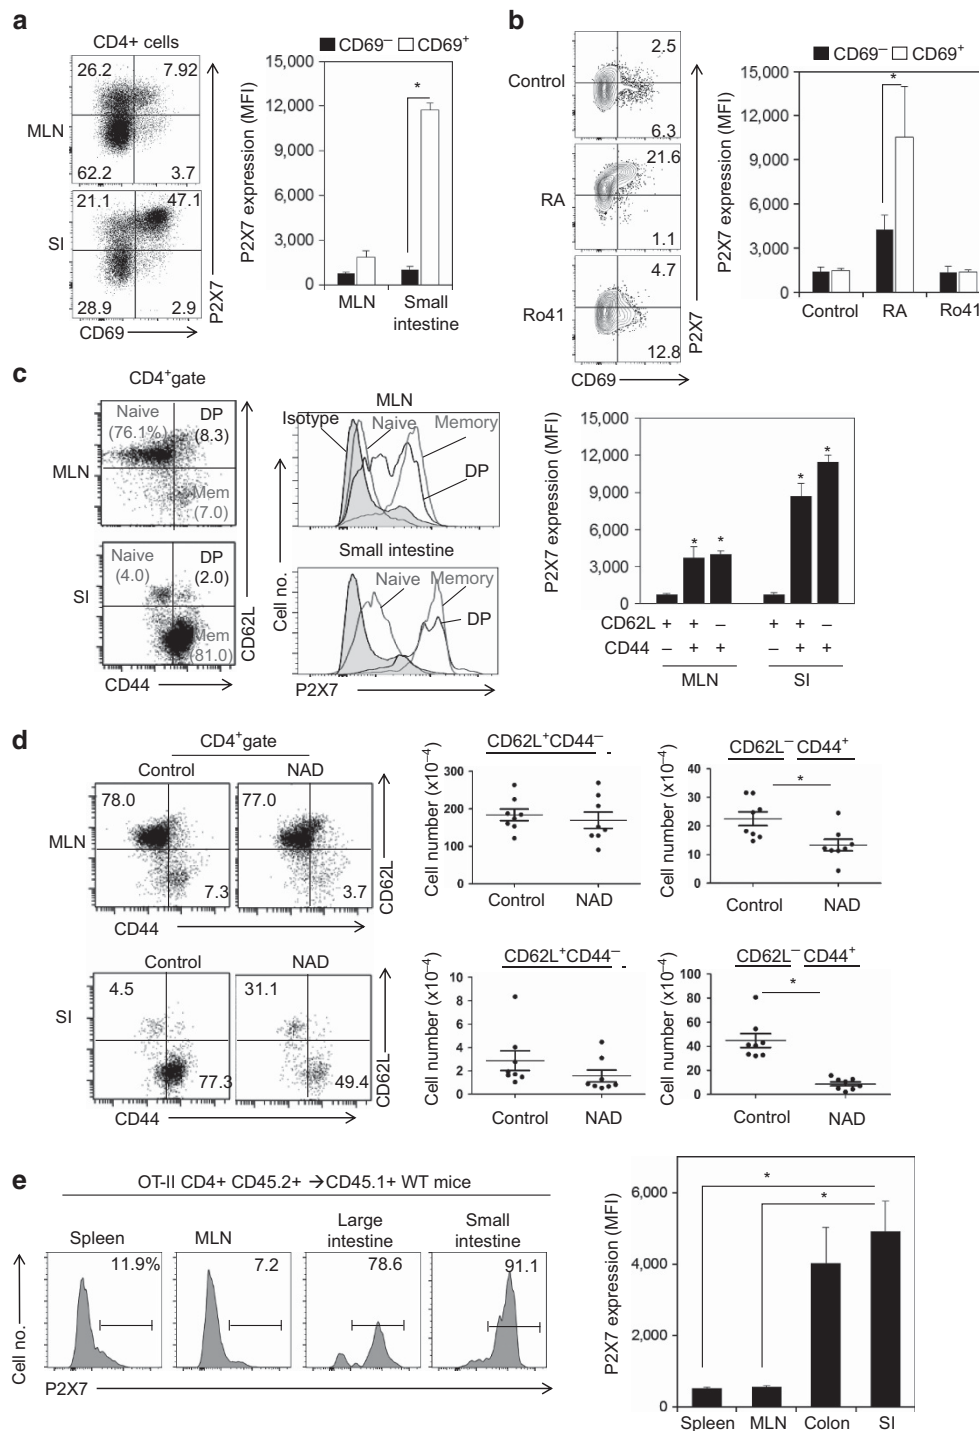 a
CD4+ cells
26.2 7.92
MLN
62.2 3.7
21.1 47.1
SI
28.9 2.9
CD69
P2X7
CD69− CD69+
P2X7 expression (MFI)
15,000
12,000
9,000
6,000
3,000
0
*
MLN Small intestine
b
Control
2.5
6.3
RA
21.6
1.1
Ro41
4.7
12.8
CD69
P2X7
CD69− CD69+
P2X7 expression (MFI)
15,000
12,000
9,000
6,000
3,000
0
*
Control RA Ro41
c
CD4+gate
MLN
Naive (76.1%)
DP (8.3)
Mem (7.0)
SI
Naive (4.0)
DP (2.0)
Mem (81.0)
CD44
CD62L
MLN
Isotype Naive Memory
DP
Small intestine
Naive Memory
DP
Cell no.
P2X7
P2X7 expression (MFI)
15,000
12,000
9,000
6,000
3,000
0
* * * *
CD62L + + − + + −
CD44 − + + − + +
MLN SI
d
CD4+gate
Control NAD
MLN
78.0 77.0
7.3 3.7
CD44
CD62L
Control NAD
SI
4.5 31.1
77.3 49.4
CD44
CD62L
CD62L+CD44−
Cell number (x10−4)
300
200
100
0
Control NAD
CD62L− CD44+
Cell number (x10−4)
40
30
20
10
0
*
Control NAD
CD62L+CD44−
Cell number (x10−4)
10
8
6
4
2
0
Control NAD
CD62L− CD44+
Cell number (x10−4)
100
80
60
40
20
0
*
Control NAD
e
OT-II CD4+ CD45.2+ →CD45.1+ WT mice
Spleen MLN Large intestine Small intestine
11.9% 7.2 78.6 91.1
Cell no.
P2X7
P2X7 expression (MFI)
6,000
4,000
2,000
0
*
*
Spleen MLN Colon SI